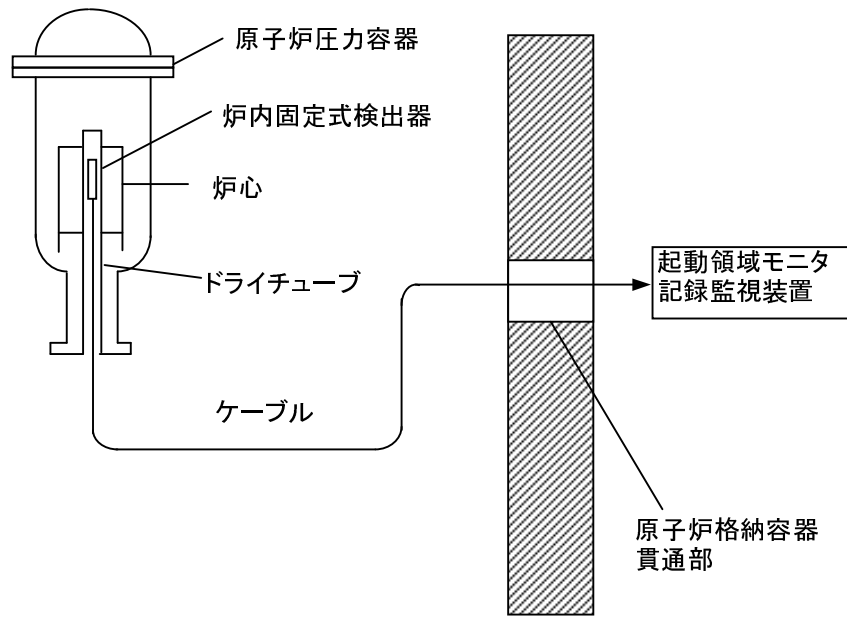 原子炉圧力容器
炉内固定式検出器
炉心
ドライチューブ
起動領域モニタ
記録監視装置
ケーブル
原子炉格納容器
貫通部